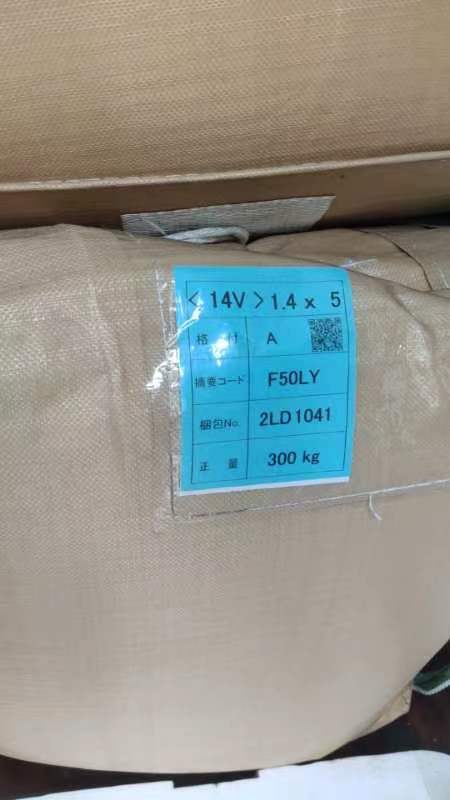 < 14V > 1.4 x 5
格 付 A
摘要コード F50LY
梱包No. 2LD1041
正 量 300 kg